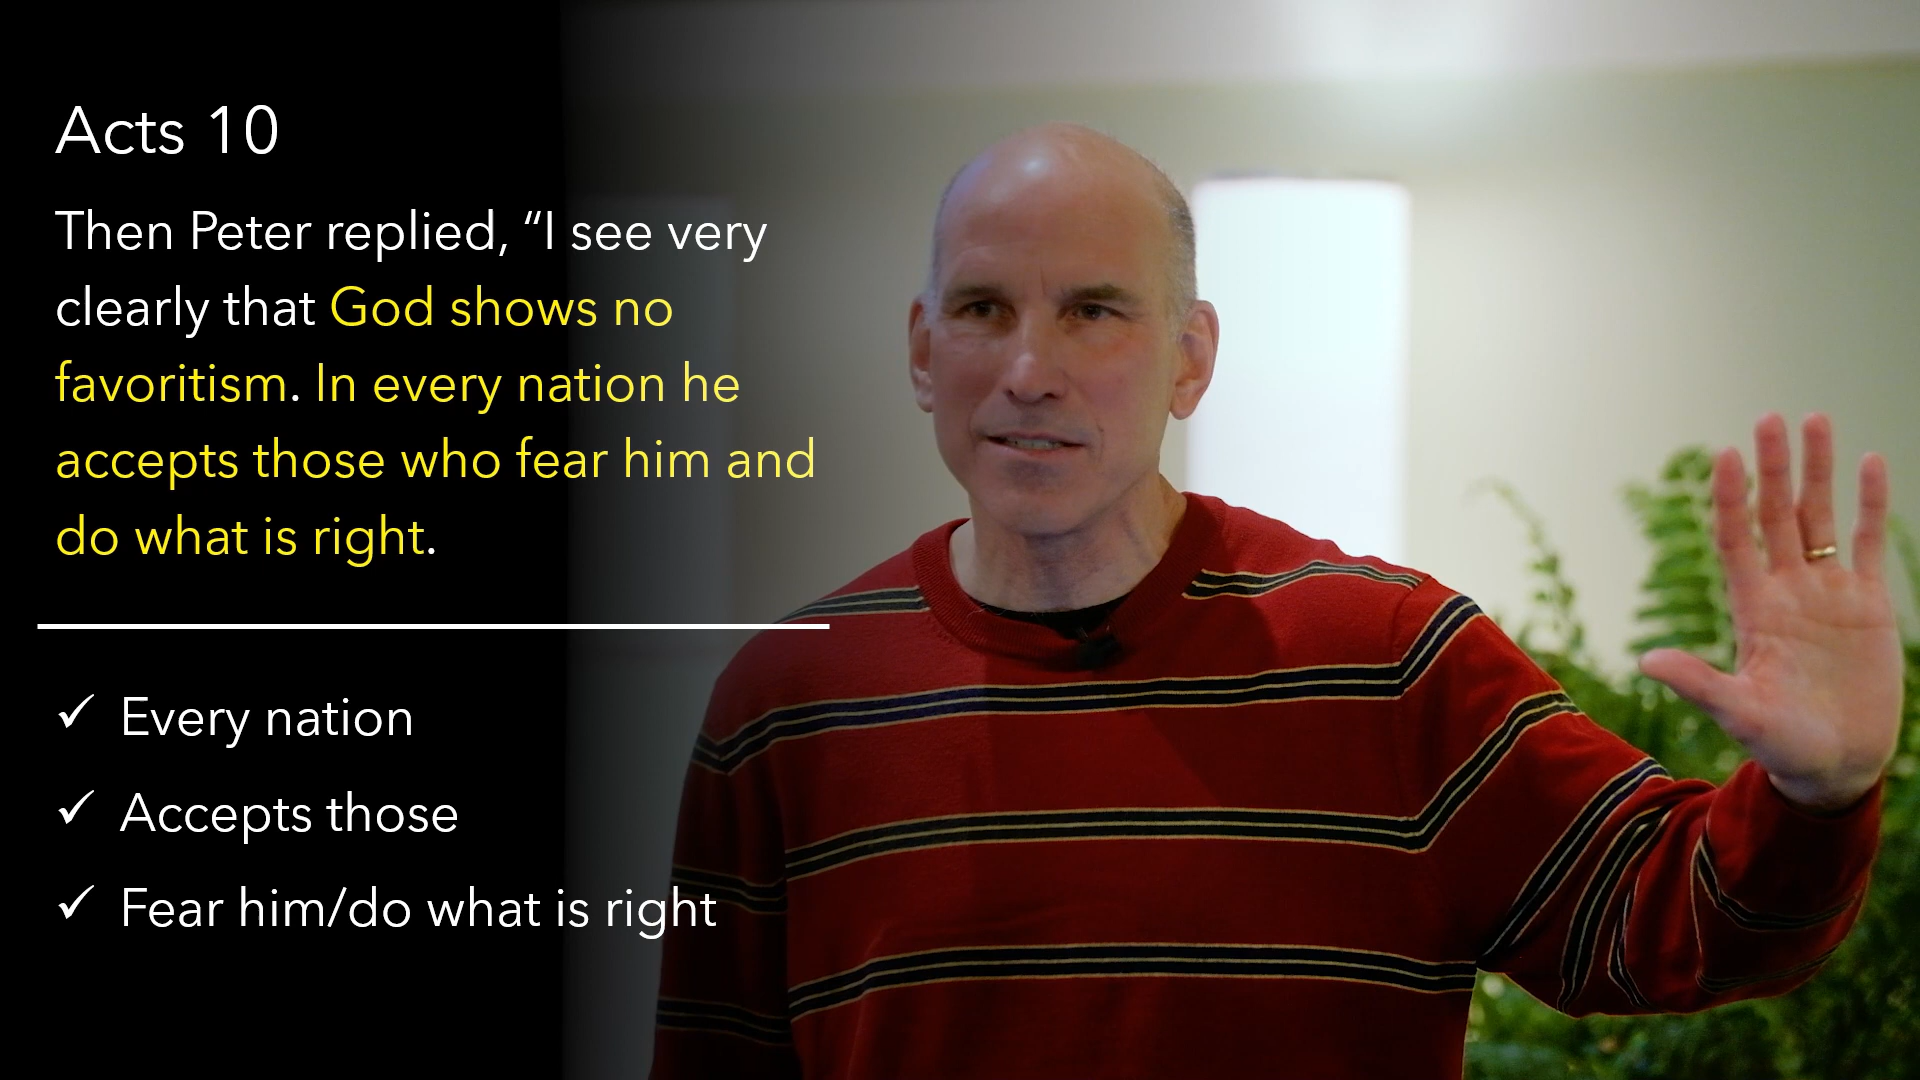 Acts 10
Then Peter replied, “I see very
clearly that God shows no
favoritism. In every nation he
accepts those who fear him and
do what is right.
✓ Every nation
✓ Accepts those
✓ Fear him/do what is right